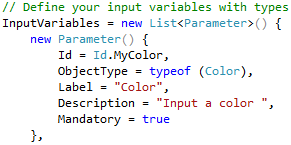 // Define your input variables with types
InputVariables = new List<Parameter>() {
    new Parameter() {
        Id = Id.MyColor,
        ObjectType = typeof (Color),
        Label = "Color",
        Description = "Input a color ",
        Mandatory = true
    },